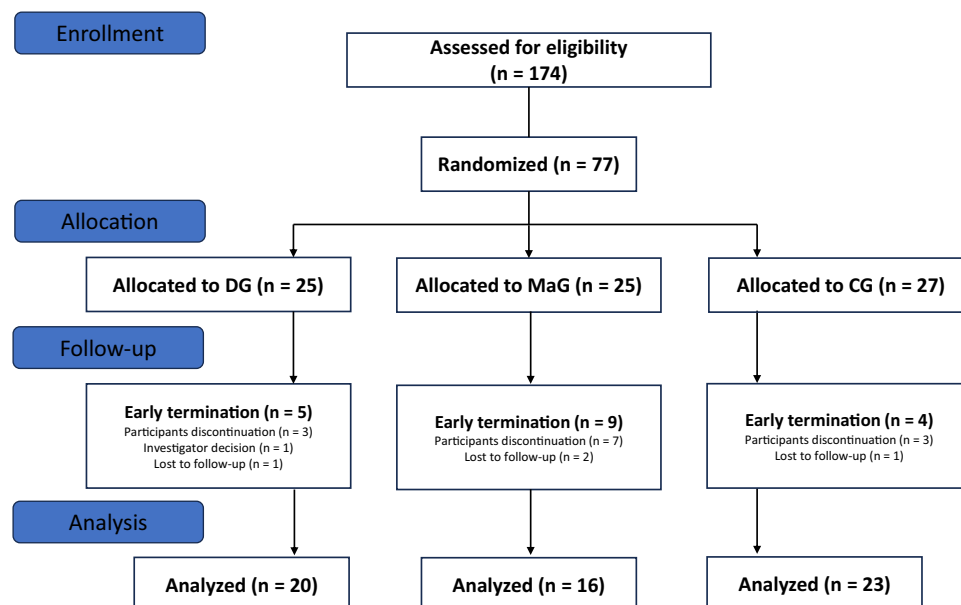 Enrollment
Assessed for eligibility
(n = 174)
Randomized (n = 77)
Allocation
Allocated to DG (n = 25)
Allocated to MaG (n = 25)
Allocated to CG (n = 27)
Follow-up
Early termination (n = 5)
Participants discontinuation (n = 3)
Investigator decision (n = 1)
Lost to follow-up (n = 1)
Early termination (n = 9)
Participants discontinuation (n = 7)
Lost to follow-up (n = 2)
Early termination (n = 4)
Participants discontinuation (n = 3)
Lost to follow-up (n = 1)
Analysis
Analyzed (n = 20)
Analyzed (n = 16)
Analyzed (n = 23)